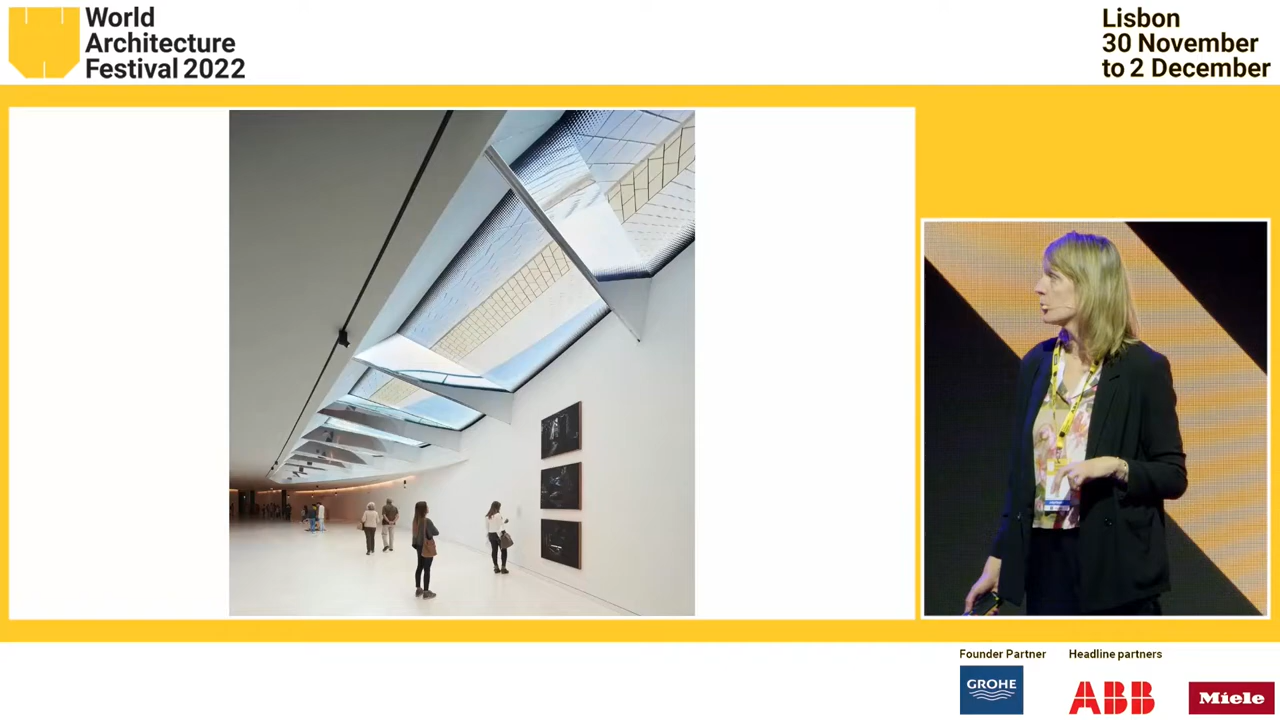 World
Architecture
Festival 2022
Lisbon
30 November
to 2 December
Founder Partner
Headline partners
GROHE
ABB
Miele